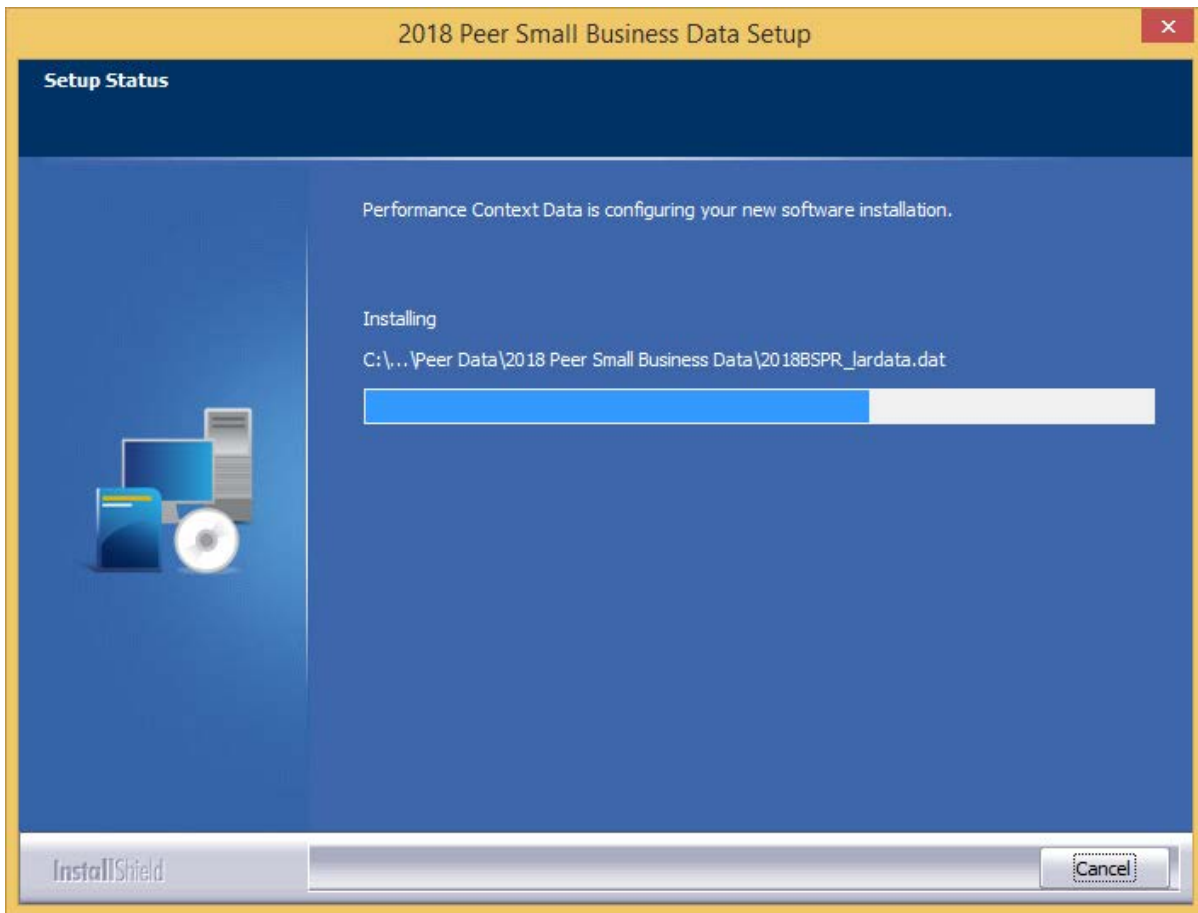 2018 Peer Small Business Data Setup
Setup Status
Performance Context Data is configuring your new software installation.
Installing
C:\...\Peer Data\2018 Peer Small Business Data\2018BSPR_lardata.dat
InstallShield
Cancel